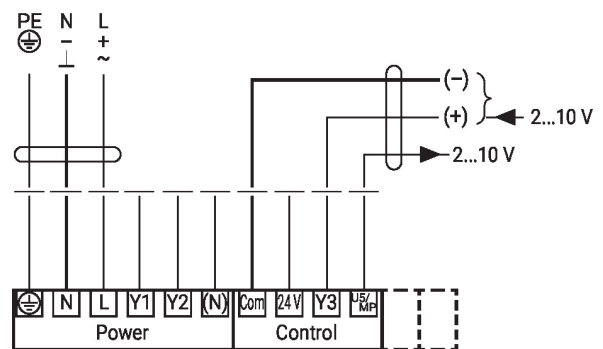 PE N L
– +
⊥ ~
(–)
(+) 2...10 V
2...10 V
N L Y1 Y2 (N) Com 24V Y3 U5/MP
Power Control